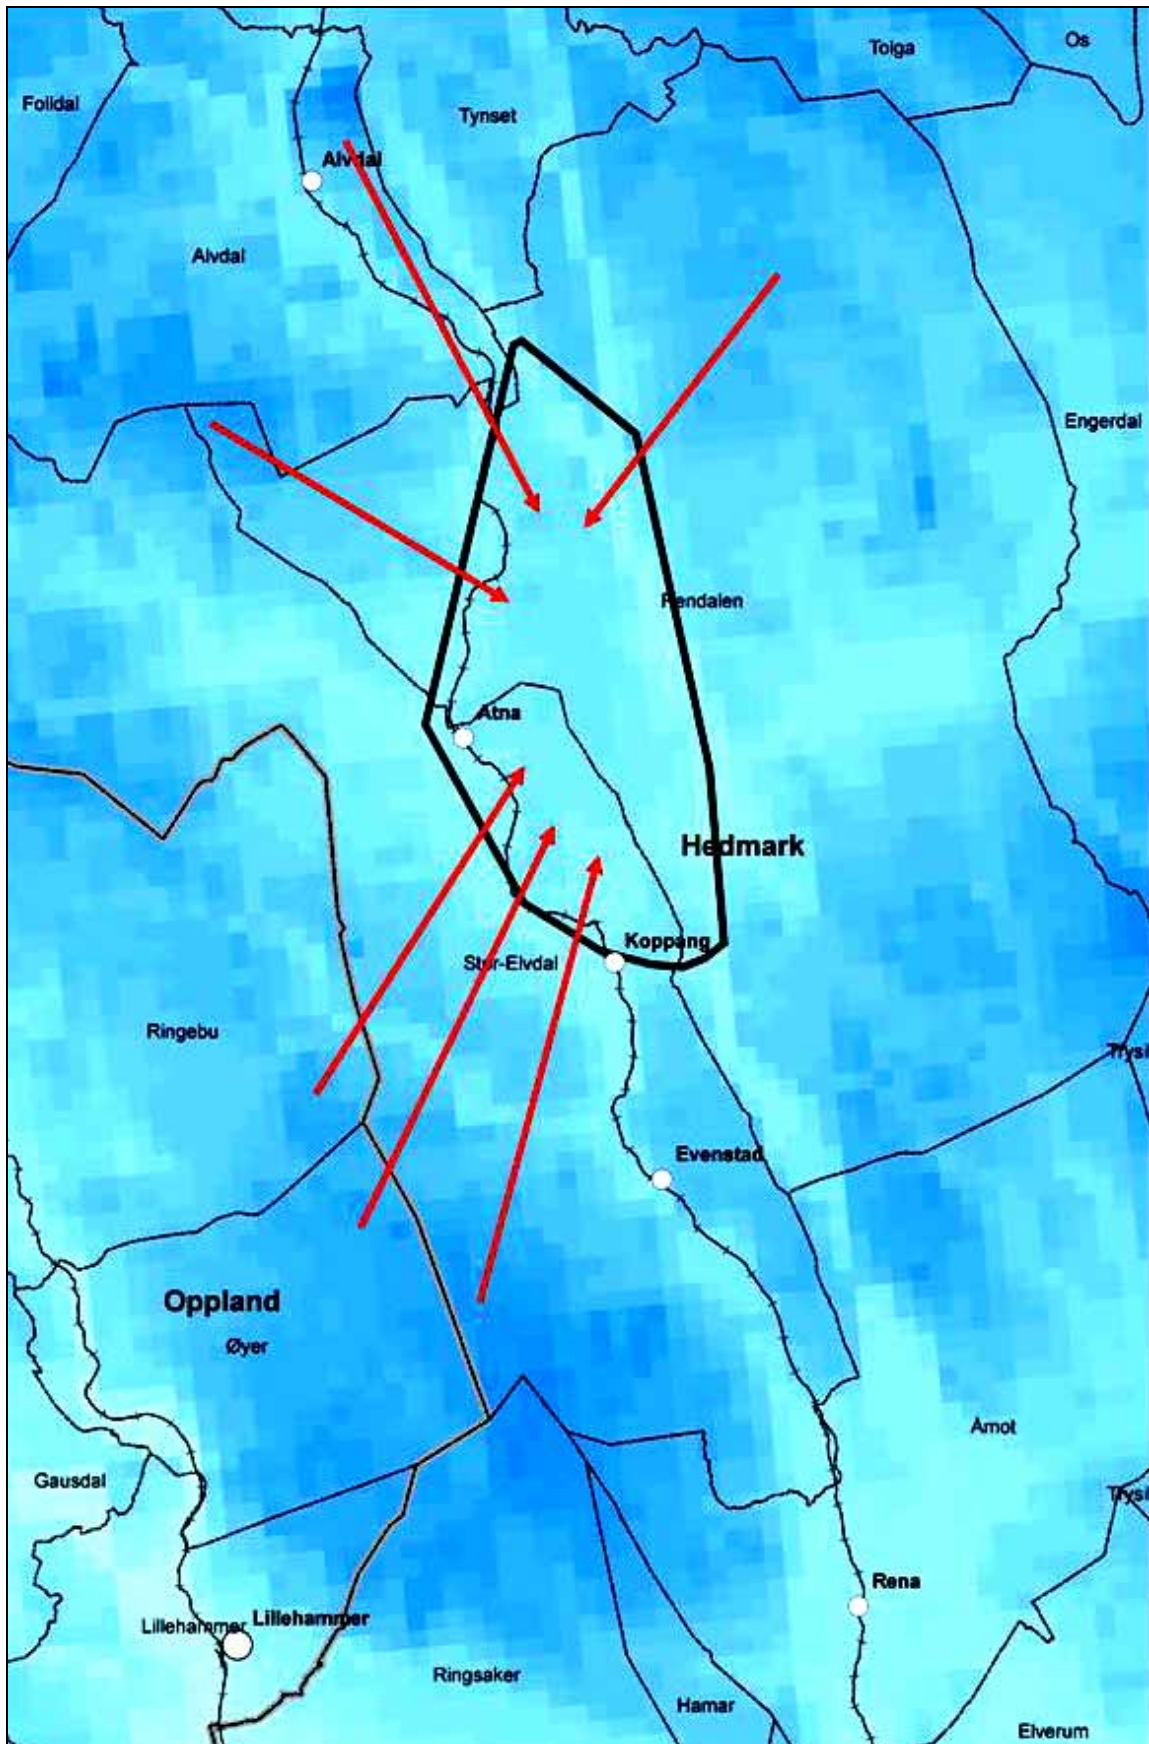 Tolga
Os
Folldal
Tynset
Alvdal
Alvdal
Engerdal
Rendalen
Atna
Hedmark
Koppang
Stor-Elvdal
Ringebu
Trysil
Evenstad
Oppland
Øyer
Åmot
Gausdal
Trysil
Rena
Lillehammer
Lillehammer
Ringsaker
Hamar
Elverum